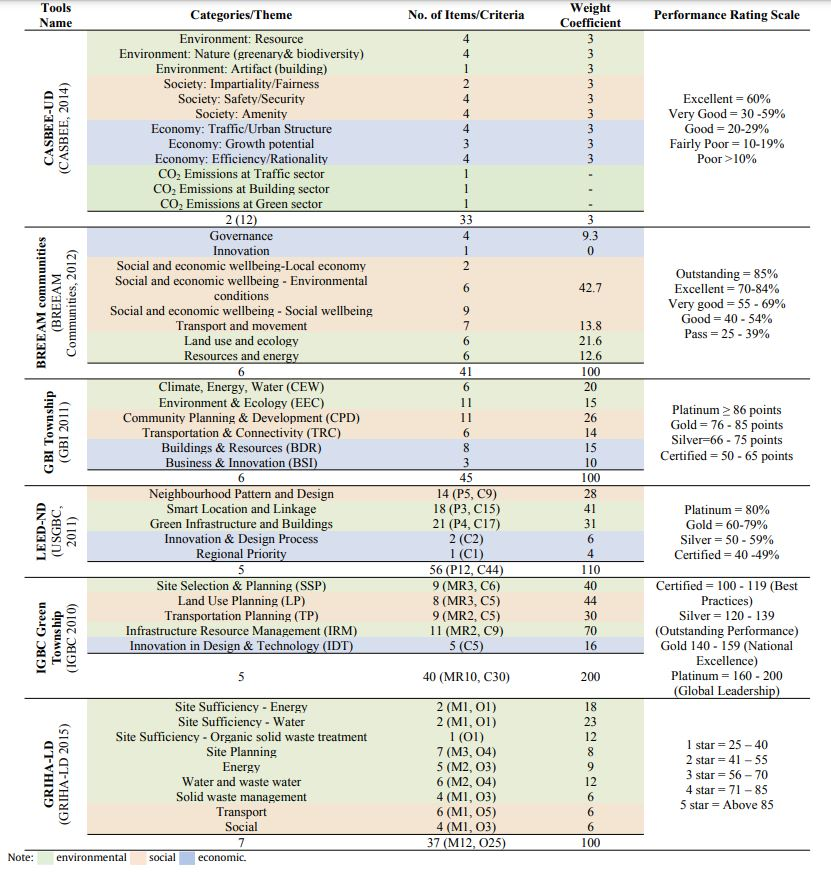 Tools Name Categories/Theme No. of Items/Criteria Weight Coefficient Performance Rating Scale
CASBEE-UD
(CASBEE, 2014)
Environment: Resource 4 3
Environment: Nature (greenary& biodiversity) 4 3
Environment: Artifact (building) 1 3
Society: Impartiality/Fairness 2 3
Society: Safety/Security 4 3
Society: Amenity 4 3
Economy: Traffic/Urban Structure 4 3
Economy: Growth potential 3 3
Economy: Efficiency/Rationality 4 3
CO2 Emissions at Traffic sector 1 -
CO2 Emissions at Building sector 1 -
CO2 Emissions at Green sector 1 -
2 (12) 33 3
Excellent = 60%
Very Good = 30 -59%
Good = 20-29%
Fairly Poor = 10-19%
Poor >10%
BREEAM communities
(BREEAM
Communities, 2012)
Governance 4 9.3
Innovation 1 0
Social and economic wellbeing-Local economy 2
Social and economic wellbeing - Environmental
conditions 6 42.7
Social and economic wellbeing - Social wellbeing 9
Transport and movement 7 13.8
Land use and ecology 6 21.6
Resources and energy 6 12.6
6 41 100
Outstanding = 85%
Excellent = 70-84%
Very good = 55 - 69%
Good = 40 - 54%
Pass = 25 - 39%
GBI Township
(GBI 2011)
Climate, Energy, Water (CEW) 6 20
Environment & Ecology (EEC) 11 15
Community Planning & Development (CPD) 11 26
Transportation & Connectivity (TRC) 6 14
Buildings & Resources (BDR) 8 15
Business & Innovation (BSI) 3 10
6 45 100
Platinum ≥ 86 points
Gold = 76 - 85 points
Silver=66 - 75 points
Certified = 50 - 65 points
LEED-ND
(USGBC,
2011)
Neighbourhood Pattern and Design 14 (P5, C9) 28
Smart Location and Linkage 18 (P3, C15) 41
Green Infrastructure and Buildings 21 (P4, C17) 31
Innovation & Design Process 2 (C2) 6
Regional Priority 1 (C1) 4
5 56 (P12, C44) 110
Platinum = 80%
Gold = 60-79%
Silver = 50 - 59%
Certified = 40 -49%
IGBC Green
Township
(IGBC 2010)
Site Selection & Planning (SSP) 9 (MR3, C6) 40
Land Use Planning (LP) 8 (MR3, C5) 44
Transportation Planning (TP) 9 (MR2, C5) 30
Infrastructure Resource Management (IRM) 11 (MR2, C9) 70
Innovation in Design & Technology (IDT) 5 (C5) 16
5 40 (MR10, C30) 200
Certified = 100 - 119 (Best
Practices)
Silver = 120 - 139
(Outstanding Performance)
Gold 140 - 159 (National
Excellence)
Platinum = 160 - 200
(Global Leadership)
GRIHA-LD
(GRIHA-LD 2015)
Site Sufficiency - Energy 2 (M1, O1) 18
Site Sufficiency - Water 2 (M1, O1) 23
Site Sufficiency - Organic solid waste treatment 1 (O1) 12
Site Planning 7 (M3, O4) 8
Energy 5 (M2, O3) 9
Water and waste water 6 (M2, O4) 12
Solid waste management 4 (M1, O3) 6
Transport 6 (M1, O5) 6
Social 4 (M1, O3) 6
7 37 (M12, O25) 100
1 star = 25 – 40
2 star = 41 – 55
3 star = 56 – 70
4 star = 71 – 85
5 star = Above 85
Note: environmental social economic.